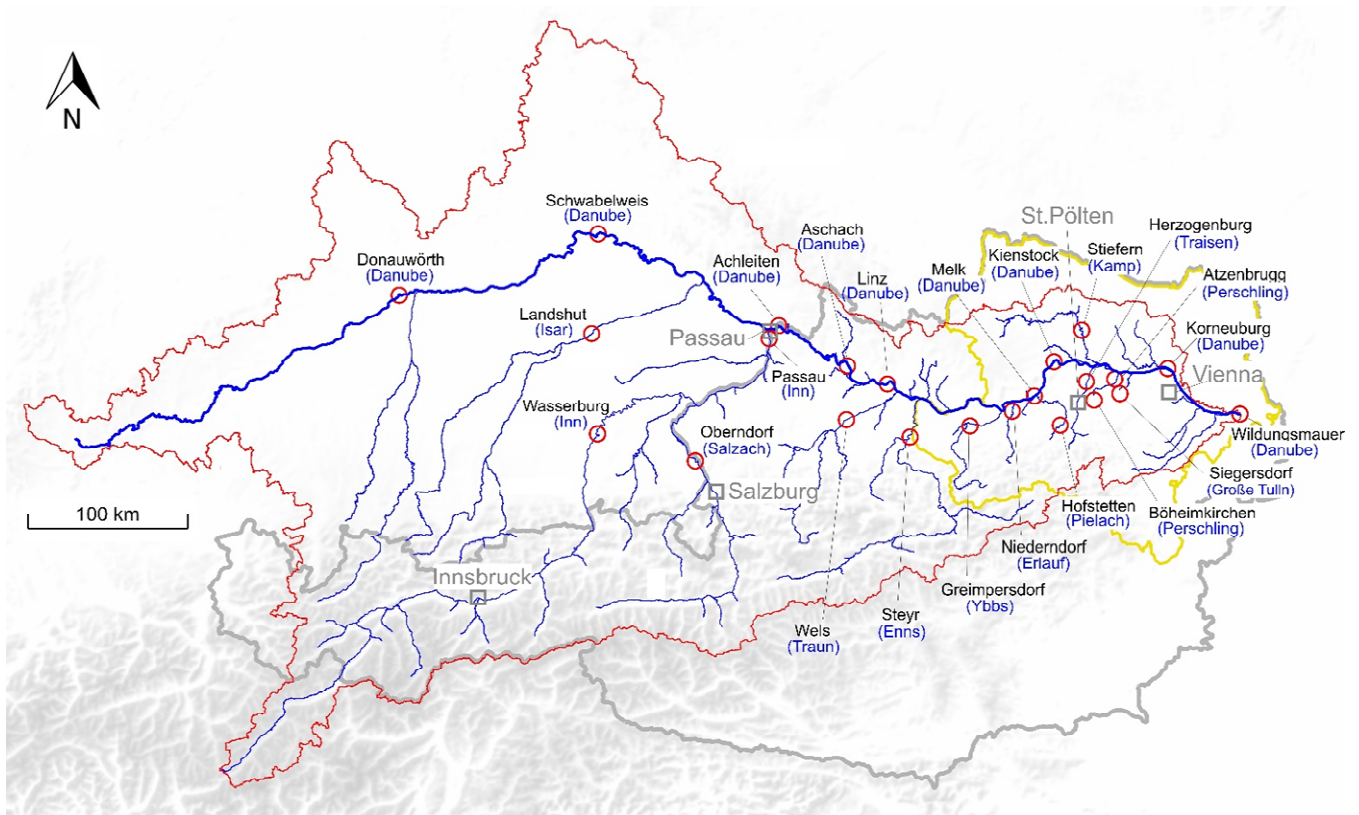 N
Schwabelweis
(Danube)
Donauwörth
(Danube)
Landshut
(Isar)
Wasserburg
(Inn)
Achleiten
(Danube)
Aschach
(Danube)
Linz
(Danube)
Melk
(Danube)
Kienstock
(Danube)
St.Pölten
Stiefern
(Kamp)
Herzogenburg
(Traisen)
Atzenbrugg
(Perschling)
Korneuburg
(Danube)
Vienna
Passau
Passau
(Inn)
Oberndorf
(Salzach)
Salzburg
Innsbruck
100 km
Wildungsmauer
(Danube)
Siegersdorf
(Große Tulln)
Böheimkirchen
(Perschling)
Hofstetten
(Pielach)
Niederndorf
(Erlauf)
Greimpersdorf
(Ybbs)
Steyr
(Enns)
Wels
(Traun)